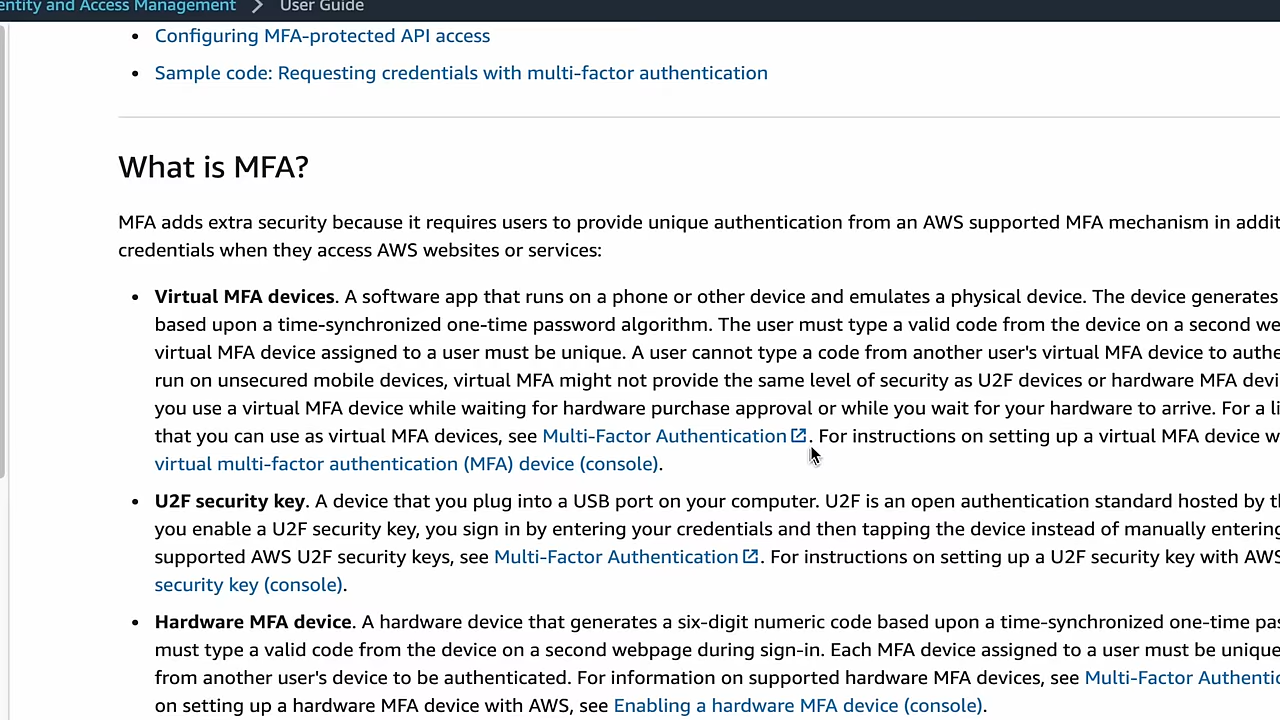 entity and Access Management > User Guide
• Configuring MFA-protected API access
• Sample code: Requesting credentials with multi-factor authentication
What is MFA?
MFA adds extra security because it requires users to provide unique authentication from an AWS supported MFA mechanism in addit
credentials when they access AWS websites or services:
• Virtual MFA devices. A software app that runs on a phone or other device and emulates a physical device. The device generates
based upon a time-synchronized one-time password algorithm. The user must type a valid code from the device on a second we
virtual MFA device assigned to a user must be unique. A user cannot type a code from another user's virtual MFA device to authe
run on unsecured mobile devices, virtual MFA might not provide the same level of security as U2F devices or hardware MFA devi
you use a virtual MFA device while waiting for hardware purchase approval or while you wait for your hardware to arrive. For a li
that you can use as virtual MFA devices, see Multi-Factor Authentication. For instructions on setting up a virtual MFA device w
virtual multi-factor authentication (MFA) device (console).
• U2F security key. A device that you plug into a USB port on your computer. U2F is an open authentication standard hosted by th
you enable a U2F security key, you sign in by entering your credentials and then tapping the device instead of manually entering
supported AWS U2F security keys, see Multi-Factor Authentication. For instructions on setting up a U2F security key with AWS
security key (console).
• Hardware MFA device. A hardware device that generates a six-digit numeric code based upon a time-synchronized one-time pas
must type a valid code from the device on a second webpage during sign-in. Each MFA device assigned to a user must be unique
from another user's device to be authenticated. For information on supported hardware MFA devices, see Multi-Factor Authentic
on setting up a hardware MFA device with AWS, see Enabling a hardware MFA device (console).